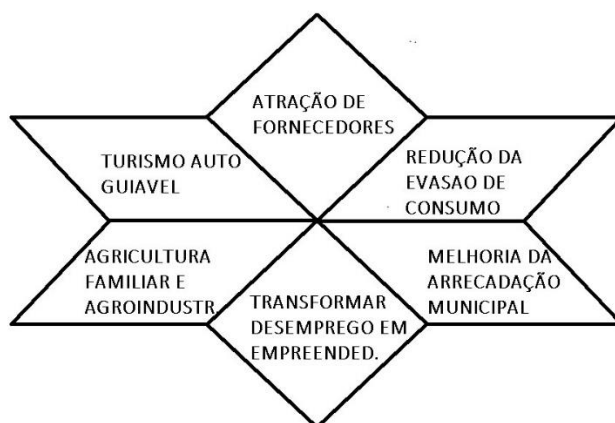 ATRAÇÃO DE
FORNECEDORES
TURISMO AUTO
GUIAVEL
REDUÇÃO DA
EVASAO DE
CONSUMO
AGRICULTURA
FAMILIAR E
AGROINDUSTR.
TRANSFORMAR
DESEMPREGO EM
EMPREENDED.
MELHORIA DA
ARRECADAÇÃO
MUNICIPAL